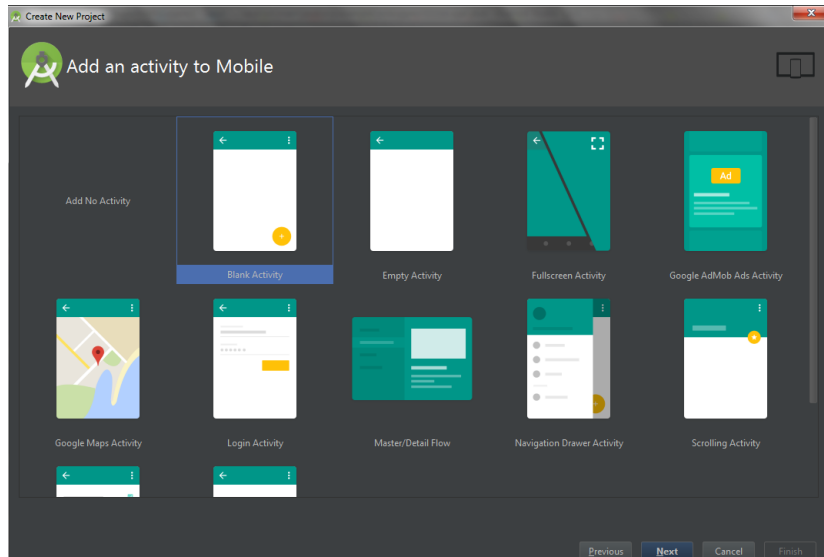 Create New Project
Add an activity to Mobile
Add No Activity
Blank Activity
Empty Activity
Ad
Fullscreen Activity
Google AdMob Ads Activity
Google Maps Activity
Login Activity
Master/Detail Flow
Navigation Drawer Activity
Scrolling Activity
Previous
Next
Cancel
Finish